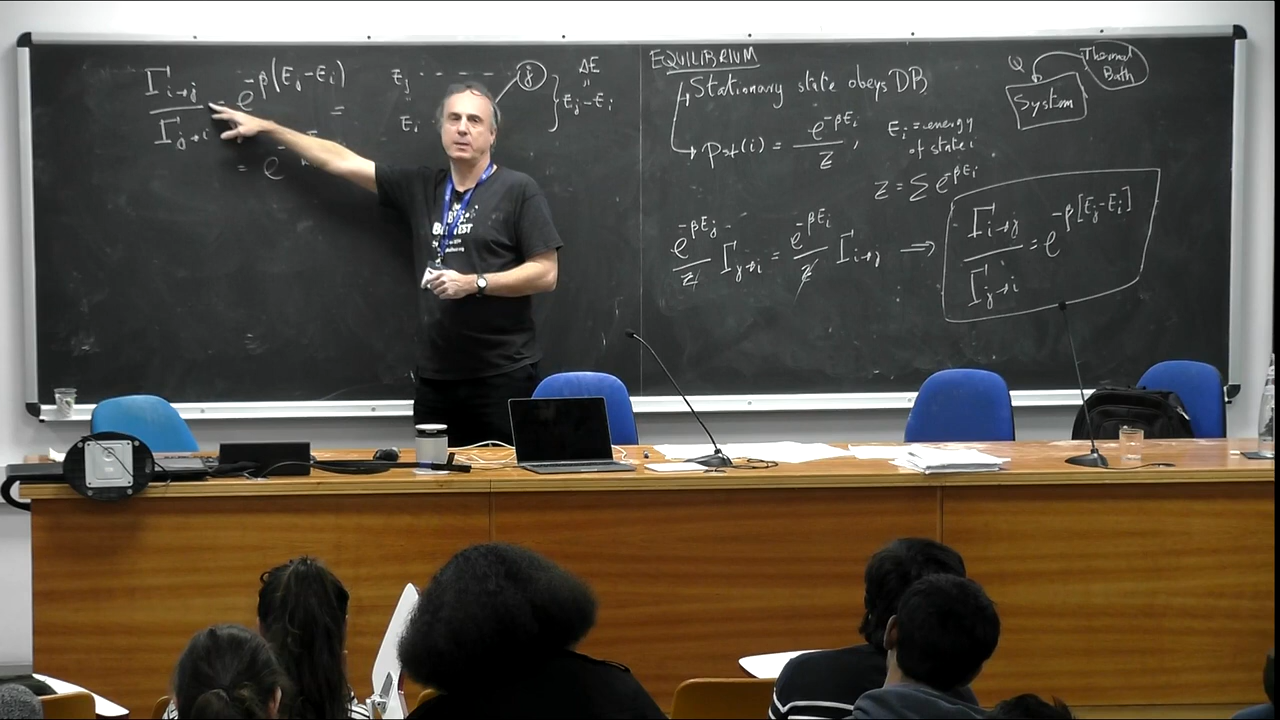 Γi→j / Γj→i = e^-β(Ej-Ei) =
= e^-
Ej
Ei
j
ΔE
"
Ej-Ei
EQUILIBRIUM
Stationary state obeys DB
pst(i) = e^-βEi / Z,
Ei = energy
of state i
Z = Σ e^-βEi
e^-βEj / Z Γj→i = e^-βEi / Z Γi→j ⟹ Γi→j / Γj→i = e^-β[Ej-Ei]
Q
Thermal
Bath
System